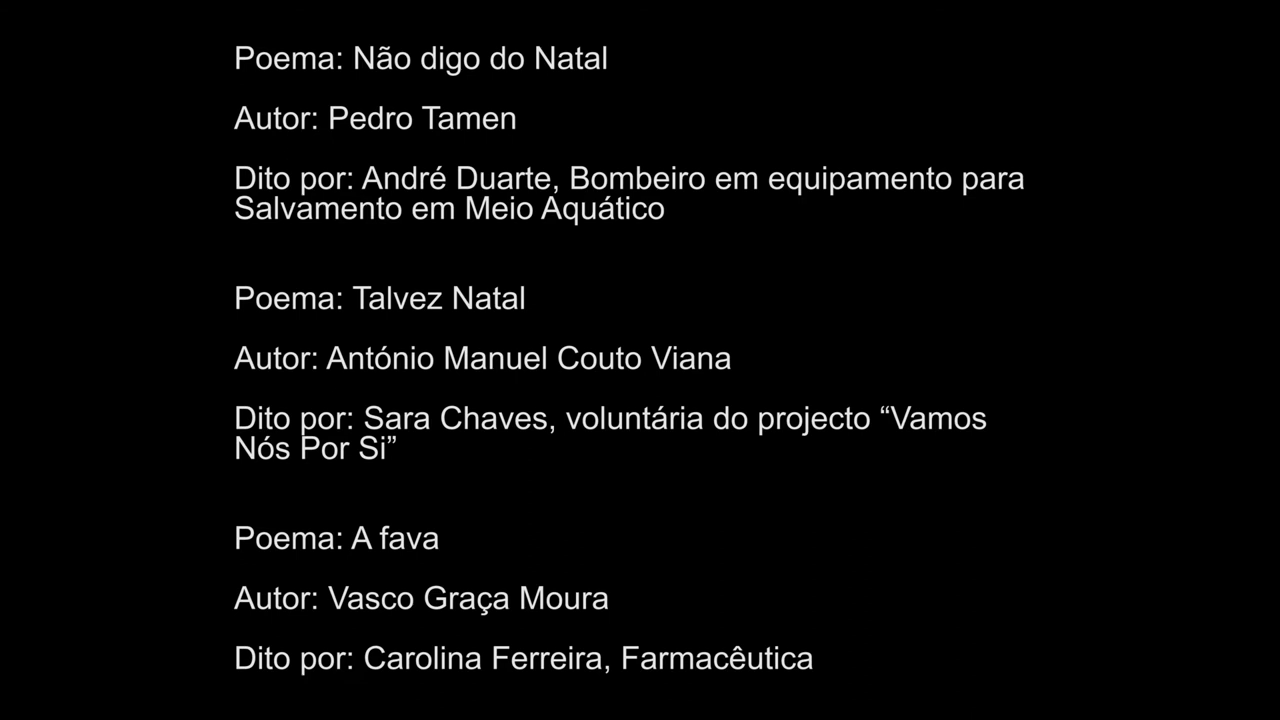 Poema: Não digo do Natal
Autor: Pedro Tamen
Dito por: André Duarte, Bombeiro em equipamento para
Salvamento em Meio Aquático
Poema: Talvez Natal
Autor: António Manuel Couto Viana
Dito por: Sara Chaves, voluntária do projecto “Vamos
Nós Por Si”
Poema: A fava
Autor: Vasco Graça Moura
Dito por: Carolina Ferreira, Farmacêutica